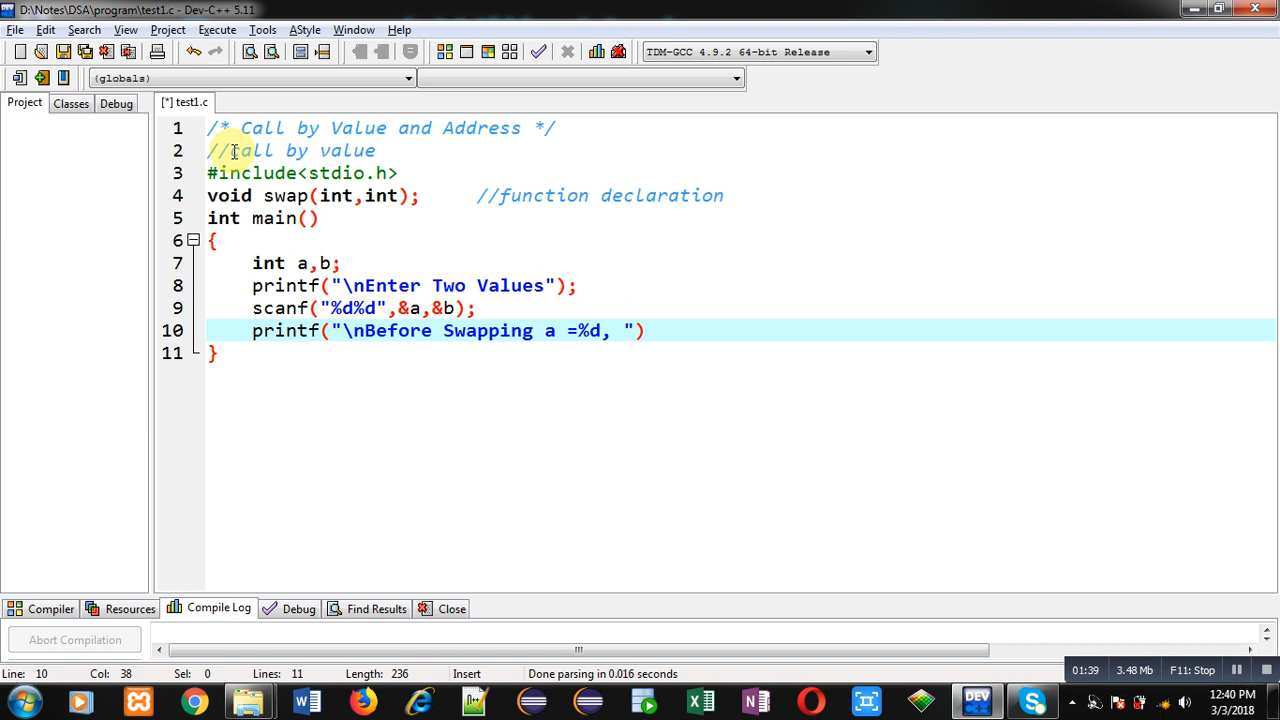 D:\Notes\DSA\program\test1.c - Dev-C++ 5.11
File Edit Search View Project Execute Tools AStyle Window Help
TDM-GCC 4.9.2 64-bit Release
(globals)
Project Classes Debug [*] test1.c
1 /* Call by Value and Address */
2 //call by value
3 #include<stdio.h>
4 void swap(int,int); //function declaration
5 int main()
6 {
7 int a,b;
8 printf("\nEnter Two Values");
9 scanf("%d%d",&a,&b);
10 printf("\nBefore Swapping a =%d, ")
11 }
Compiler Resources Compile Log Debug Find Results Close
Abort Compilation
Line: 10 Col: 38 Sel: 0 Lines: 11 Length: 236 Insert Done parsing in 0.016 seconds
01:39 3.48 Mb F11: Stop
DEV
12:40 PM
3/3/2018